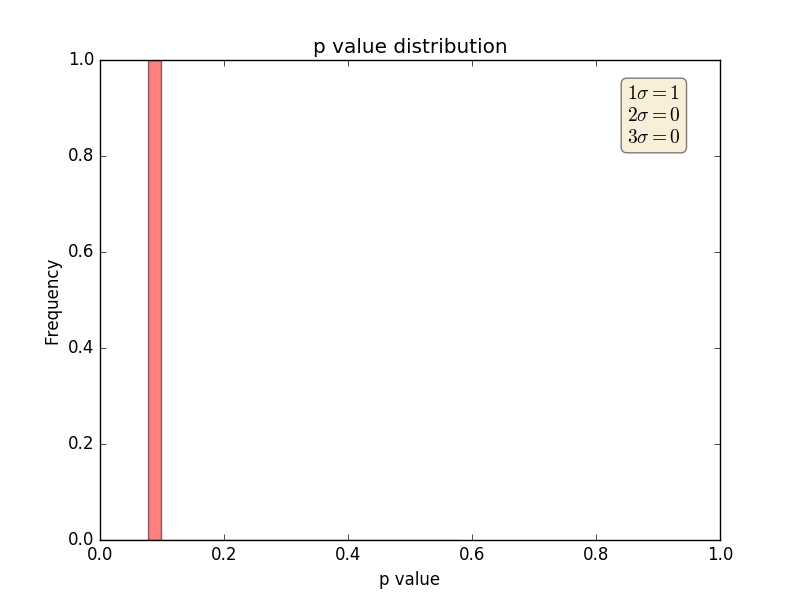 p value distribution
1.0
0.8
0.6
0.4
0.2
0.0
Frequency
1σ = 1
2σ = 0
3σ = 0
0.0 0.2 0.4 0.6 0.8 1.0
p value